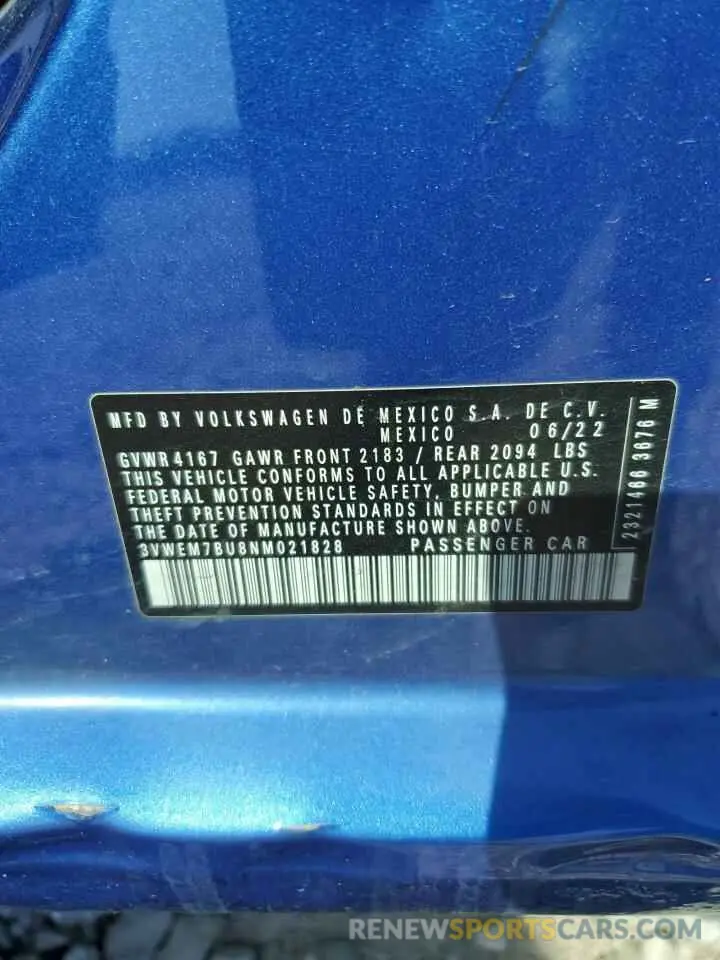 MFD BY VOLKSWAGEN DE MEXICO S.A. DE C.V.
MEXICO 06/22
GVWR 4167 GAWR FRONT 2183 / REAR 2094 LBS
THIS VEHICLE CONFORMS TO ALL APPLICABLE U.S.
FEDERAL MOTOR VEHICLE SAFETY, BUMPER AND
THEFT PREVENTION STANDARDS IN EFFECT ON
THE DATE OF MANUFACTURE SHOWN ABOVE.
3VWEM7BU8NM021828 PASSENGER CAR
2321466 3676 M
RENEWSPORTSCARS.COM